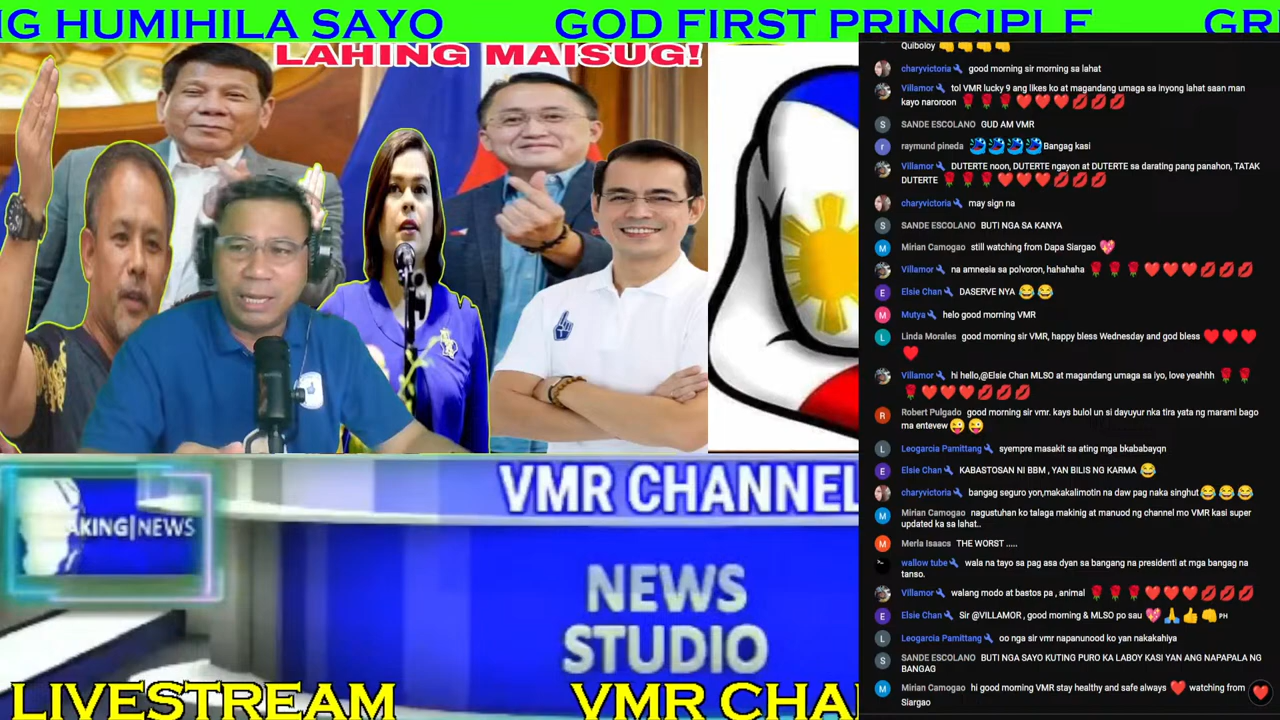 NG HUMIHILA SAYO GOD FIRST PRINCIPLE GR
LAHING MAISUG!
AKING|NEWS
VMR CHANNEL
NEWS
STUDIO
LIVESTREAM VMR CHA
Quiboloy 👊👊👊👊
charyvictoria good morning sir morning sa lahat
Villamor tol VMR lucky 9 ang likes ko at magandang umaga sa inyong lahat saan man
kayo naroroon 🌹🌹🌹❤️❤️❤️💋💋💋
SANDE ESCOLANO GUD AM VMR
raymund pineda Bangag kasi
Villamor DUTERTE noon, DUTERTE ngayon at DUTERTE sa darating pang panahon, TATAK
DUTERTE 🌹🌹🌹❤️❤️❤️💋💋💋
charyvictoria may sign na
SANDE ESCOLANO BUTI NGA SA KANYA
Mirian Camogao still watching from Dapa Siargao 💖
Villamor na amnesia sa polvoron, hahahaha 🌹🌹🌹❤️❤️❤️💋💋💋
Elsie Chan DASERVE NYA 😂😂
Mutya helo good morning VMR
Linda Morales good morning sir VMR, happy bless Wednesday and god bless ❤️❤️❤️
❤️
Villamor hi hello,@Elsie Chan MLSO at magandang umaga sa iyo, love yeahhh 🌹🌹
🌹❤️❤️❤️💋💋💋
Robert Pulgado good morning sir vmr. kays bulol un si dayuyur nka tira yata ng marami bago
ma entevew 😜😜
Leogarcia Pamittang syempre masakit sa ating mga bkababayqn
Elsie Chan KABASTOSAN NI BBM , YAN BILIS NG KARMA 😂
charyvictoria bangag seguro yon,makakalimotin na daw pag naka singhut😂😂😂
Mirian Camogao nagustuhan ko talaga makinig at manuod ng channel mo VMR kasi super
updated ka sa lahat..
Merla Isaacs THE WORST .....
wallow tube wala na tayo sa pag asa dyan sa bangang na presidenti at mga bangag na
tanso.
Villamor walang modo at bastos pa , animal 🌹🌹🌹❤️❤️❤️💋💋💋
Elsie Chan Sir @VILLAMOR , good morning & MLSO po sau 💖🙏👍👊PH
Leogarcia Pamittang oo nga sir vmr napanunood ko yan nakakahiya
SANDE ESCOLANO BUTI NGA SAYO KUTING PURO KA LABOY KASI YAN ANG NAPAPALA NG
BANGAG
Mirian Camogao hi good morning VMR stay healthy and safe always ❤️ watching from
Siargao